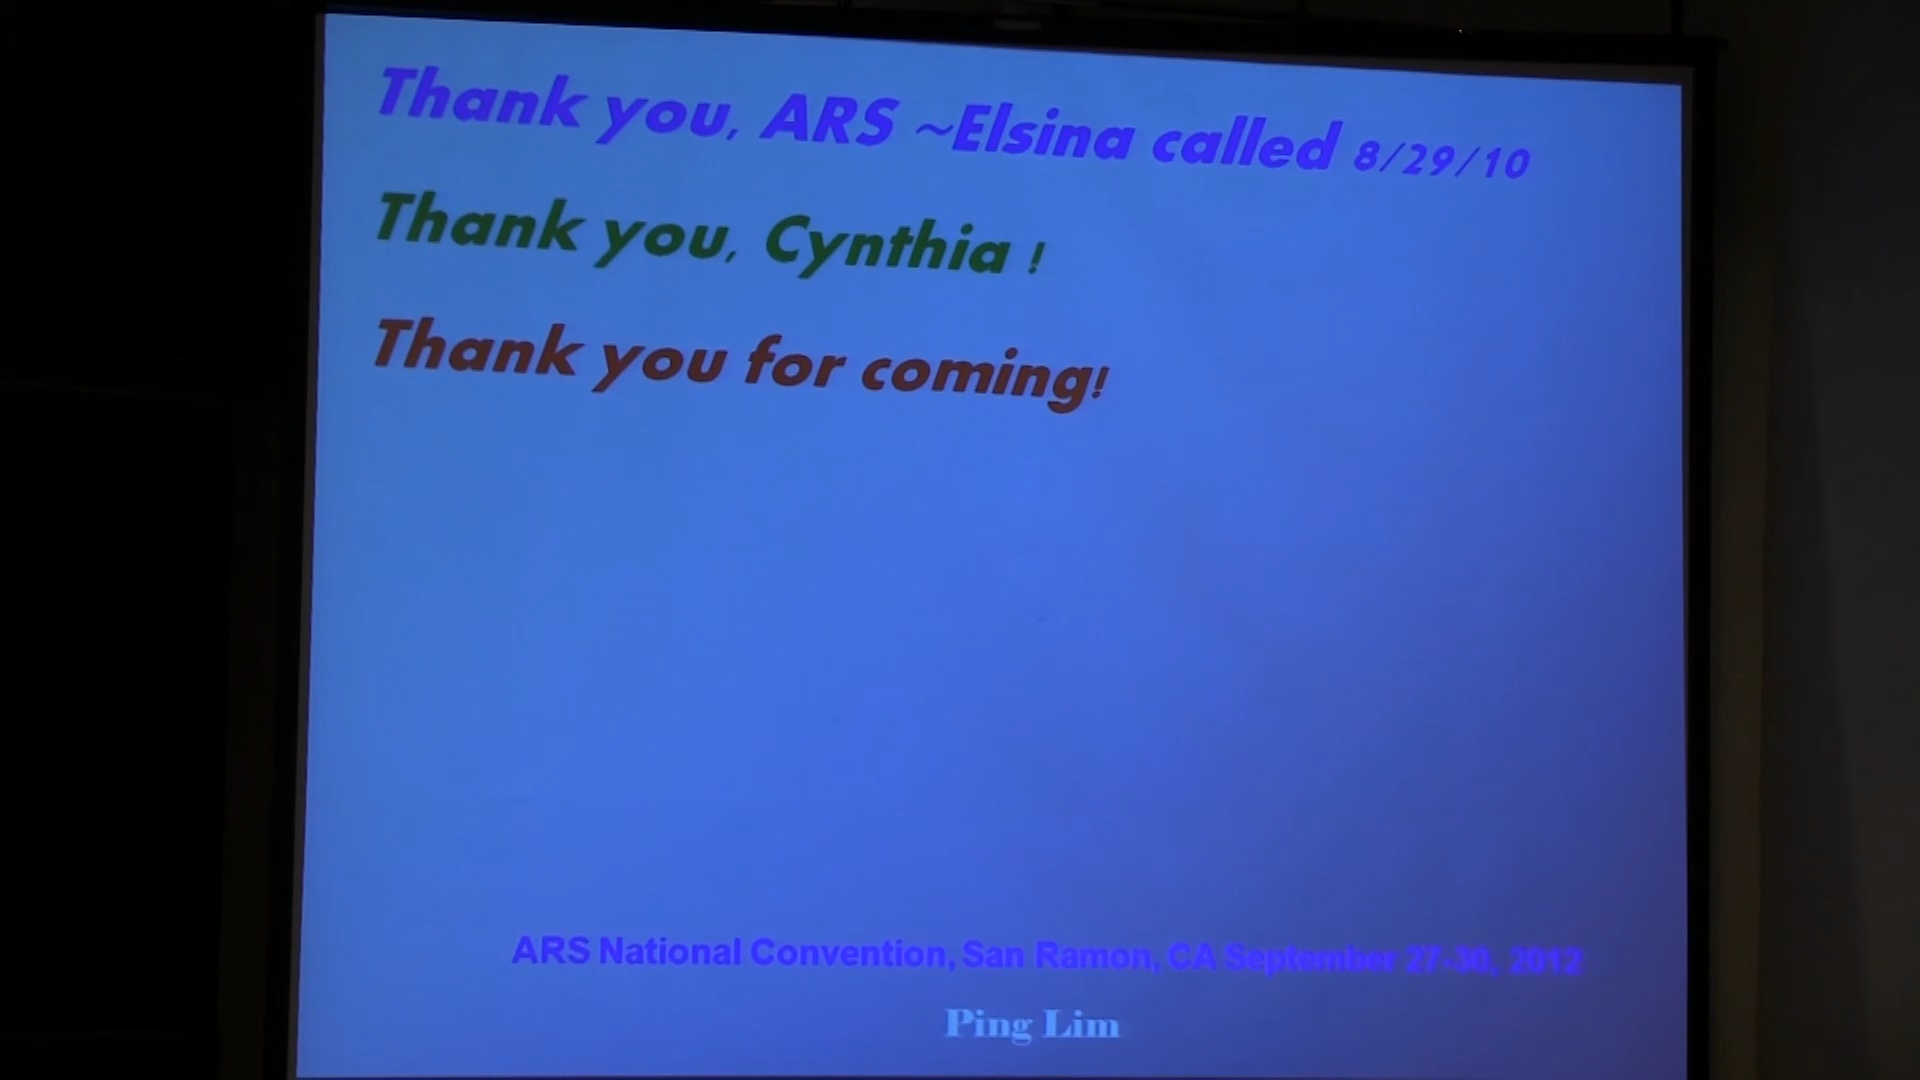 Thank you, ARS ~Elsina called 8/29/10
Thank you, Cynthia !
Thank you for coming!
ARS National Convention, San Ramon, CA September 27-30, 2012
Ping Lim